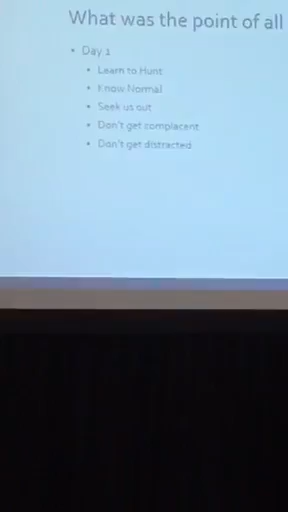 What was the point of all
• Day 1
• Learn to Hunt
• Know Normal
• Seek us out
• Don't get complacent
• Don't get distracted